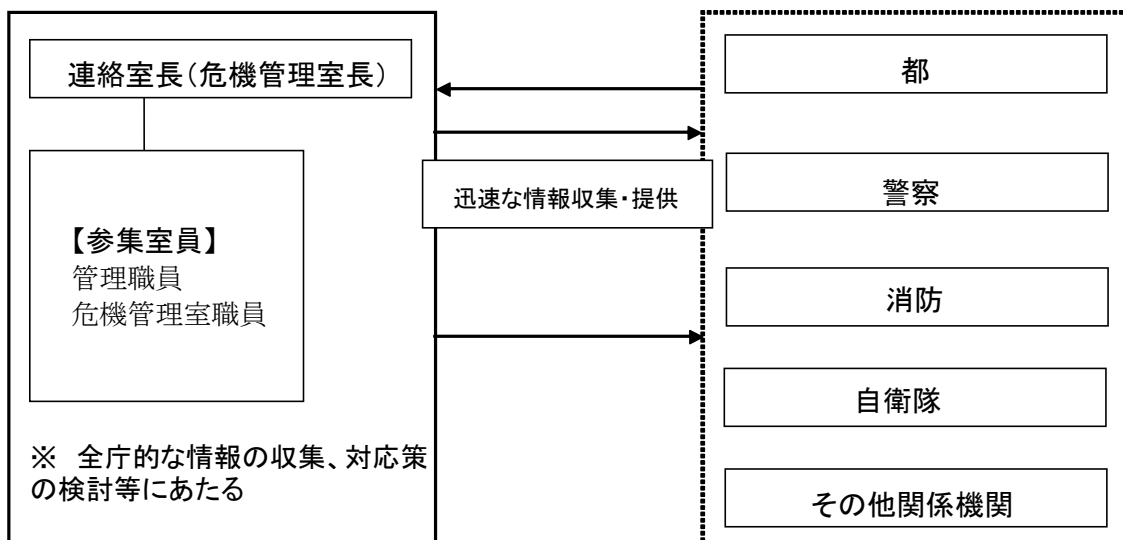 連絡室長(危機管理室長)
【参集室員】
管理職員
危機管理室職員
※　全庁的な情報の収集、対応策
の検討等にあたる
迅速な情報収集・提供
都
警察
消防
自衛隊
その他関係機関